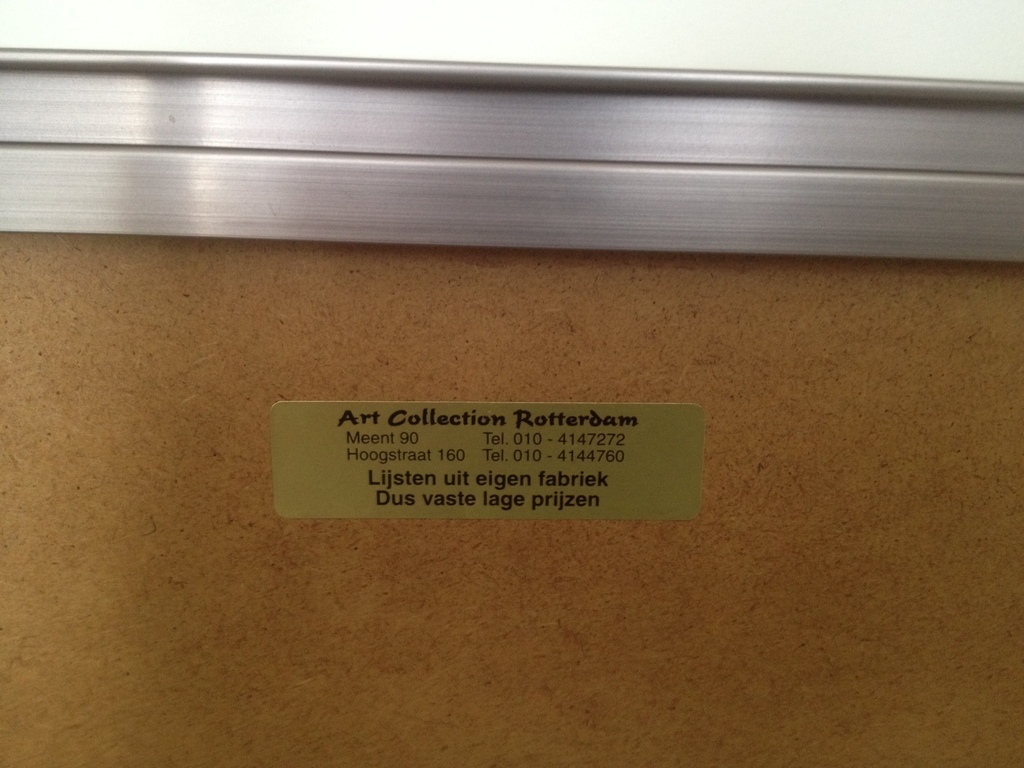 Art Collection Rotterdam
Meent 90 Tel. 010 - 4147272
Hoogstraat 160 Tel. 010 - 4144760
Lijsten uit eigen fabriek
Dus vaste lage prijzen